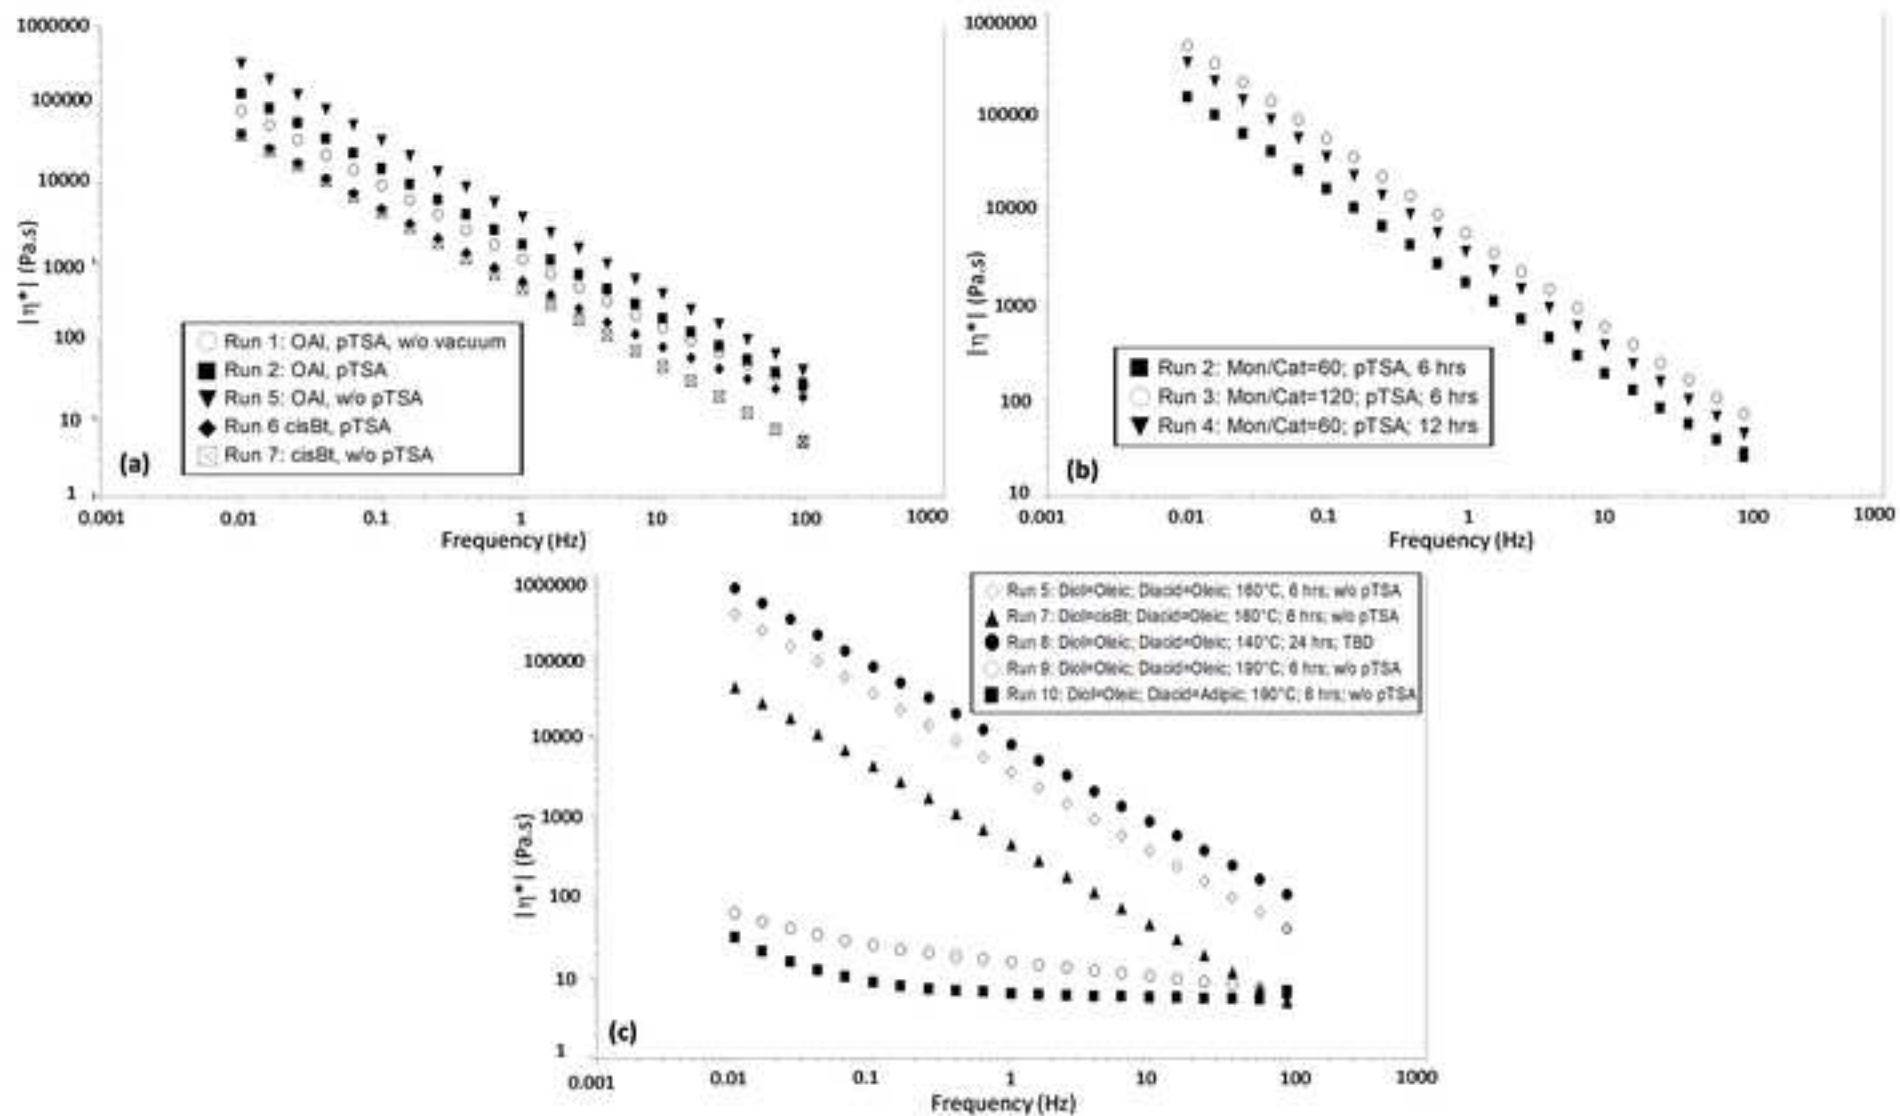 1000000
100000
10000
1000
100
10
1
|η*| (Pa.s)
Run 1: OAl, pTSA, w/o vacuum
Run 2: OAl, pTSA
Run 5: OAl, w/o pTSA
Run 6 cisBt, pTSA
Run 7: cisBt, w/o pTSA
(a)
0.001 0.01 0.1 1 10 100 1000
Frequency (Hz)
1000000
100000
10000
1000
100
10
|η*| (Pa.s)
Run 2: Mon/Cat=60; pTSA, 6 hrs
Run 3: Mon/Cat=120; pTSA; 6 hrs
Run 4: Mon/Cat=60; pTSA; 12 hrs
(b)
0.001 0.01 0.1 1 10 100 1000
Frequency (Hz)
1000000
100000
10000
1000
100
10
1
|η*| (Pa.s)
Run 5: Diol=Oleic; Diacid=Oleic; 160°C, 6 hrs; w/o pTSA
Run 7: Diol=cisBt; Diacid=Oleic; 160°C; 6 hrs; w/o pTSA
Run 8: Diol=Oleic; Diacid=Oleic; 140°C; 24 hrs; TBD
Run 9: Diol=Oleic; Diacid=Oleic; 190°C; 6 hrs; w/o pTSA
Run 10: Diol=Oleic; Diacid=Adipic; 190°C; 6 hrs; w/o pTSA
(c)
0.001 0.01 0.1 1 10 100 1000
Frequency (Hz)